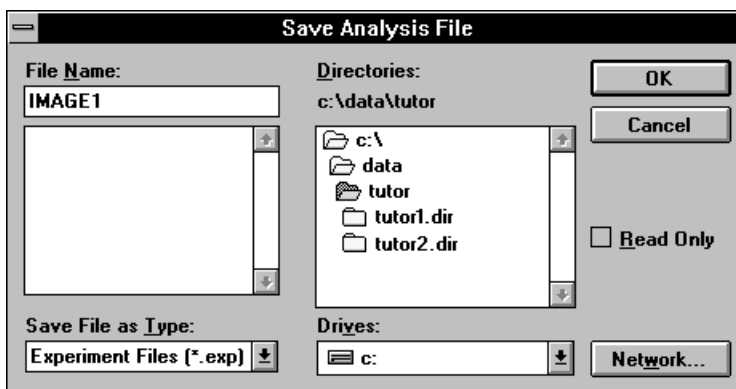 Save Analysis File
File Name:
IMAGE1
Directories:
c:\data\tutor
c:\
data
tutor
tutor1.dir
tutor2.dir
OK
Cancel
Read Only
Save File as Type:
Experiment Files (*.exp)
Drives:
c:
Network...